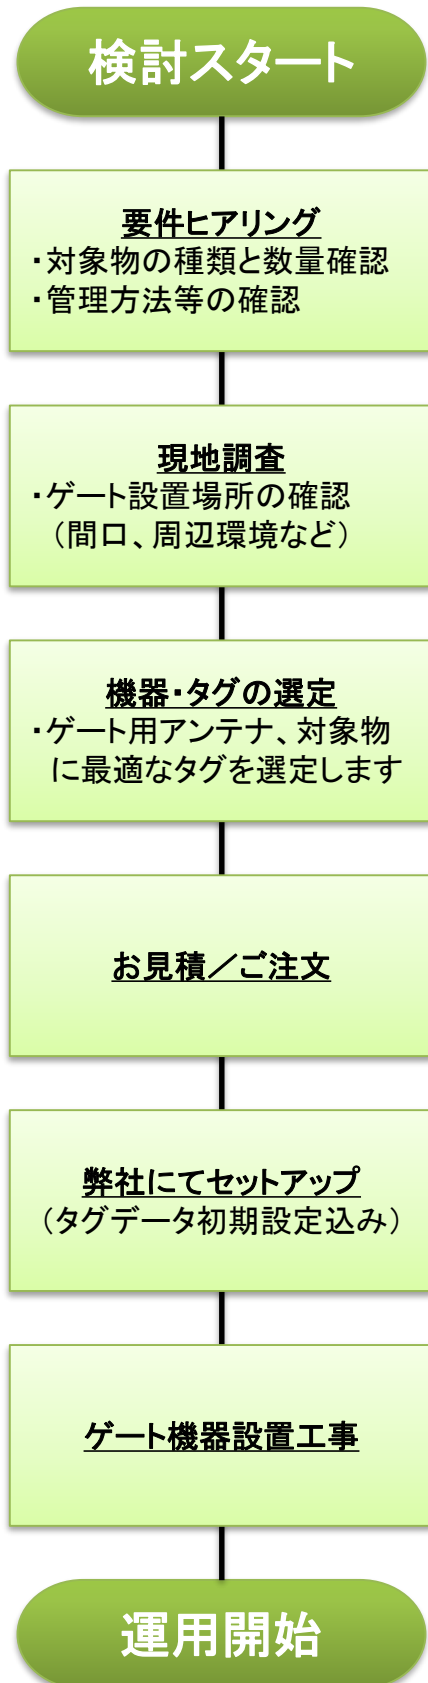 検討スタート
要件ヒアリング
・対象物の種類と数量確認
・管理方法等の確認
現地調査
・ゲート設置場所の確認
（間口、周辺環境など）
機器・タグの選定
・ゲート用アンテナ、対象物
に最適なタグを選定します
お見積／ご注文
弊社にてセットアップ
（タグデータ初期設定込み）
ゲート機器設置工事
運用開始